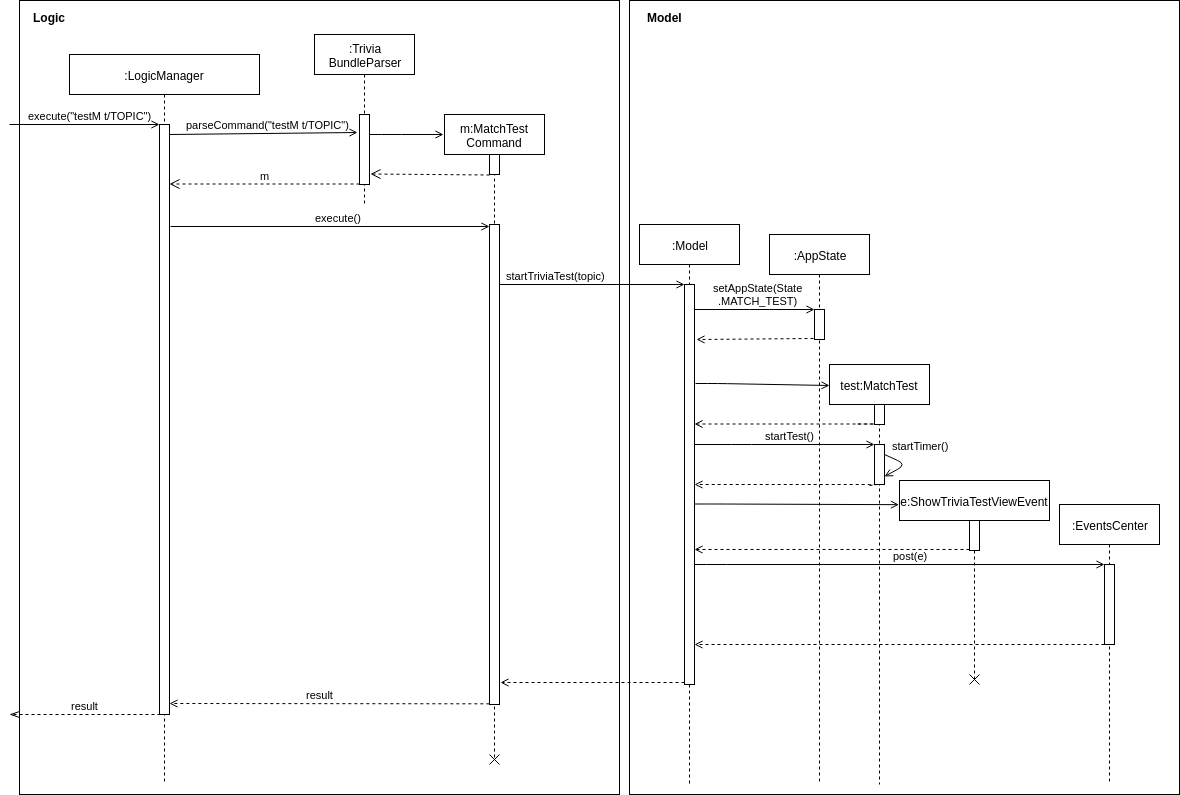 Logic
Model
:Trivia
BundleParser
:LogicManager
execute("testM t/TOPIC")
parseCommand("testM t/TOPIC")
m:MatchTest
Command
m
execute()
:Model
:AppState
startTriviaTest(topic)
setAppState(State
.MATCH_TEST)
test:MatchTest
startTest()
startTimer()
e:ShowTriviaTestViewEvent
:EventsCenter
post(e)
result
result